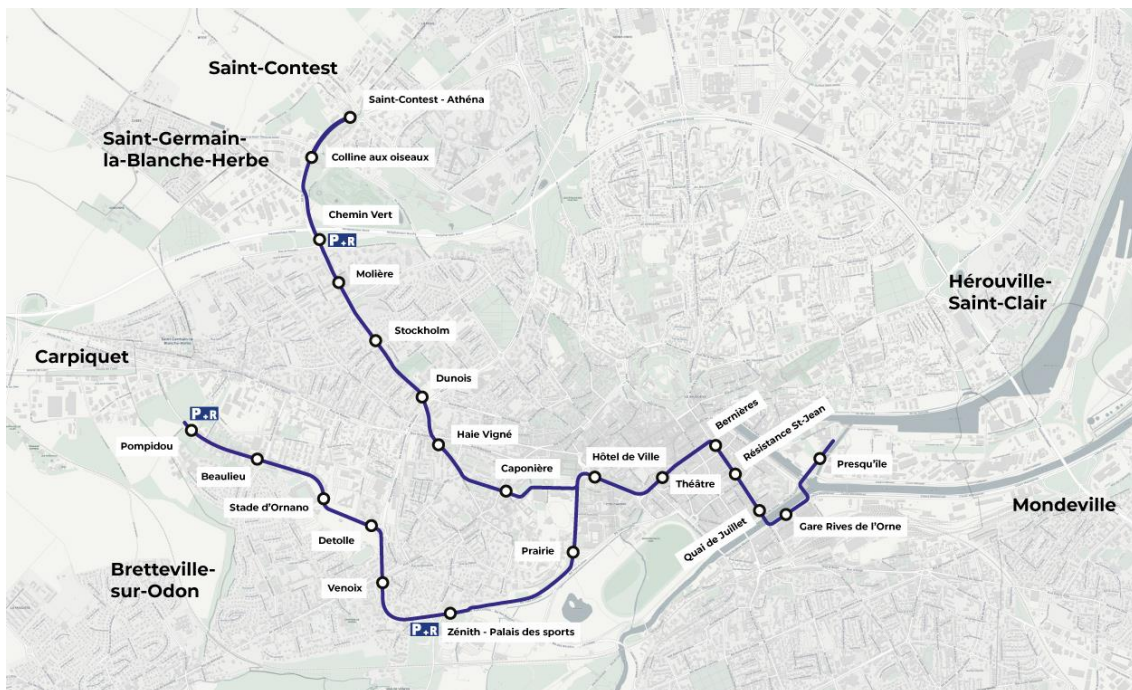 Saint-Contest
Saint-Contest - Athéna
Saint-Germain-
la-Blanche-Herbe
Colline aux oiseaux
Chemin Vert
P+R
Molière
Hérouville-
Saint-Clair
Stockholm
Carpiquet
Dunois
P+R
Pompidou
Haie Vigné
Bernières
Résistance St-Jean
Beaulieu
Caponière
Hôtel de Ville
Théâtre
Presqu'île
Stade d'Ornano
Mondeville
Detolle
Quai de Juillet
Gare Rives de l'Orne
Prairie
Bretteville-
sur-Odon
Venoix
P+R
Zénith - Palais des sports